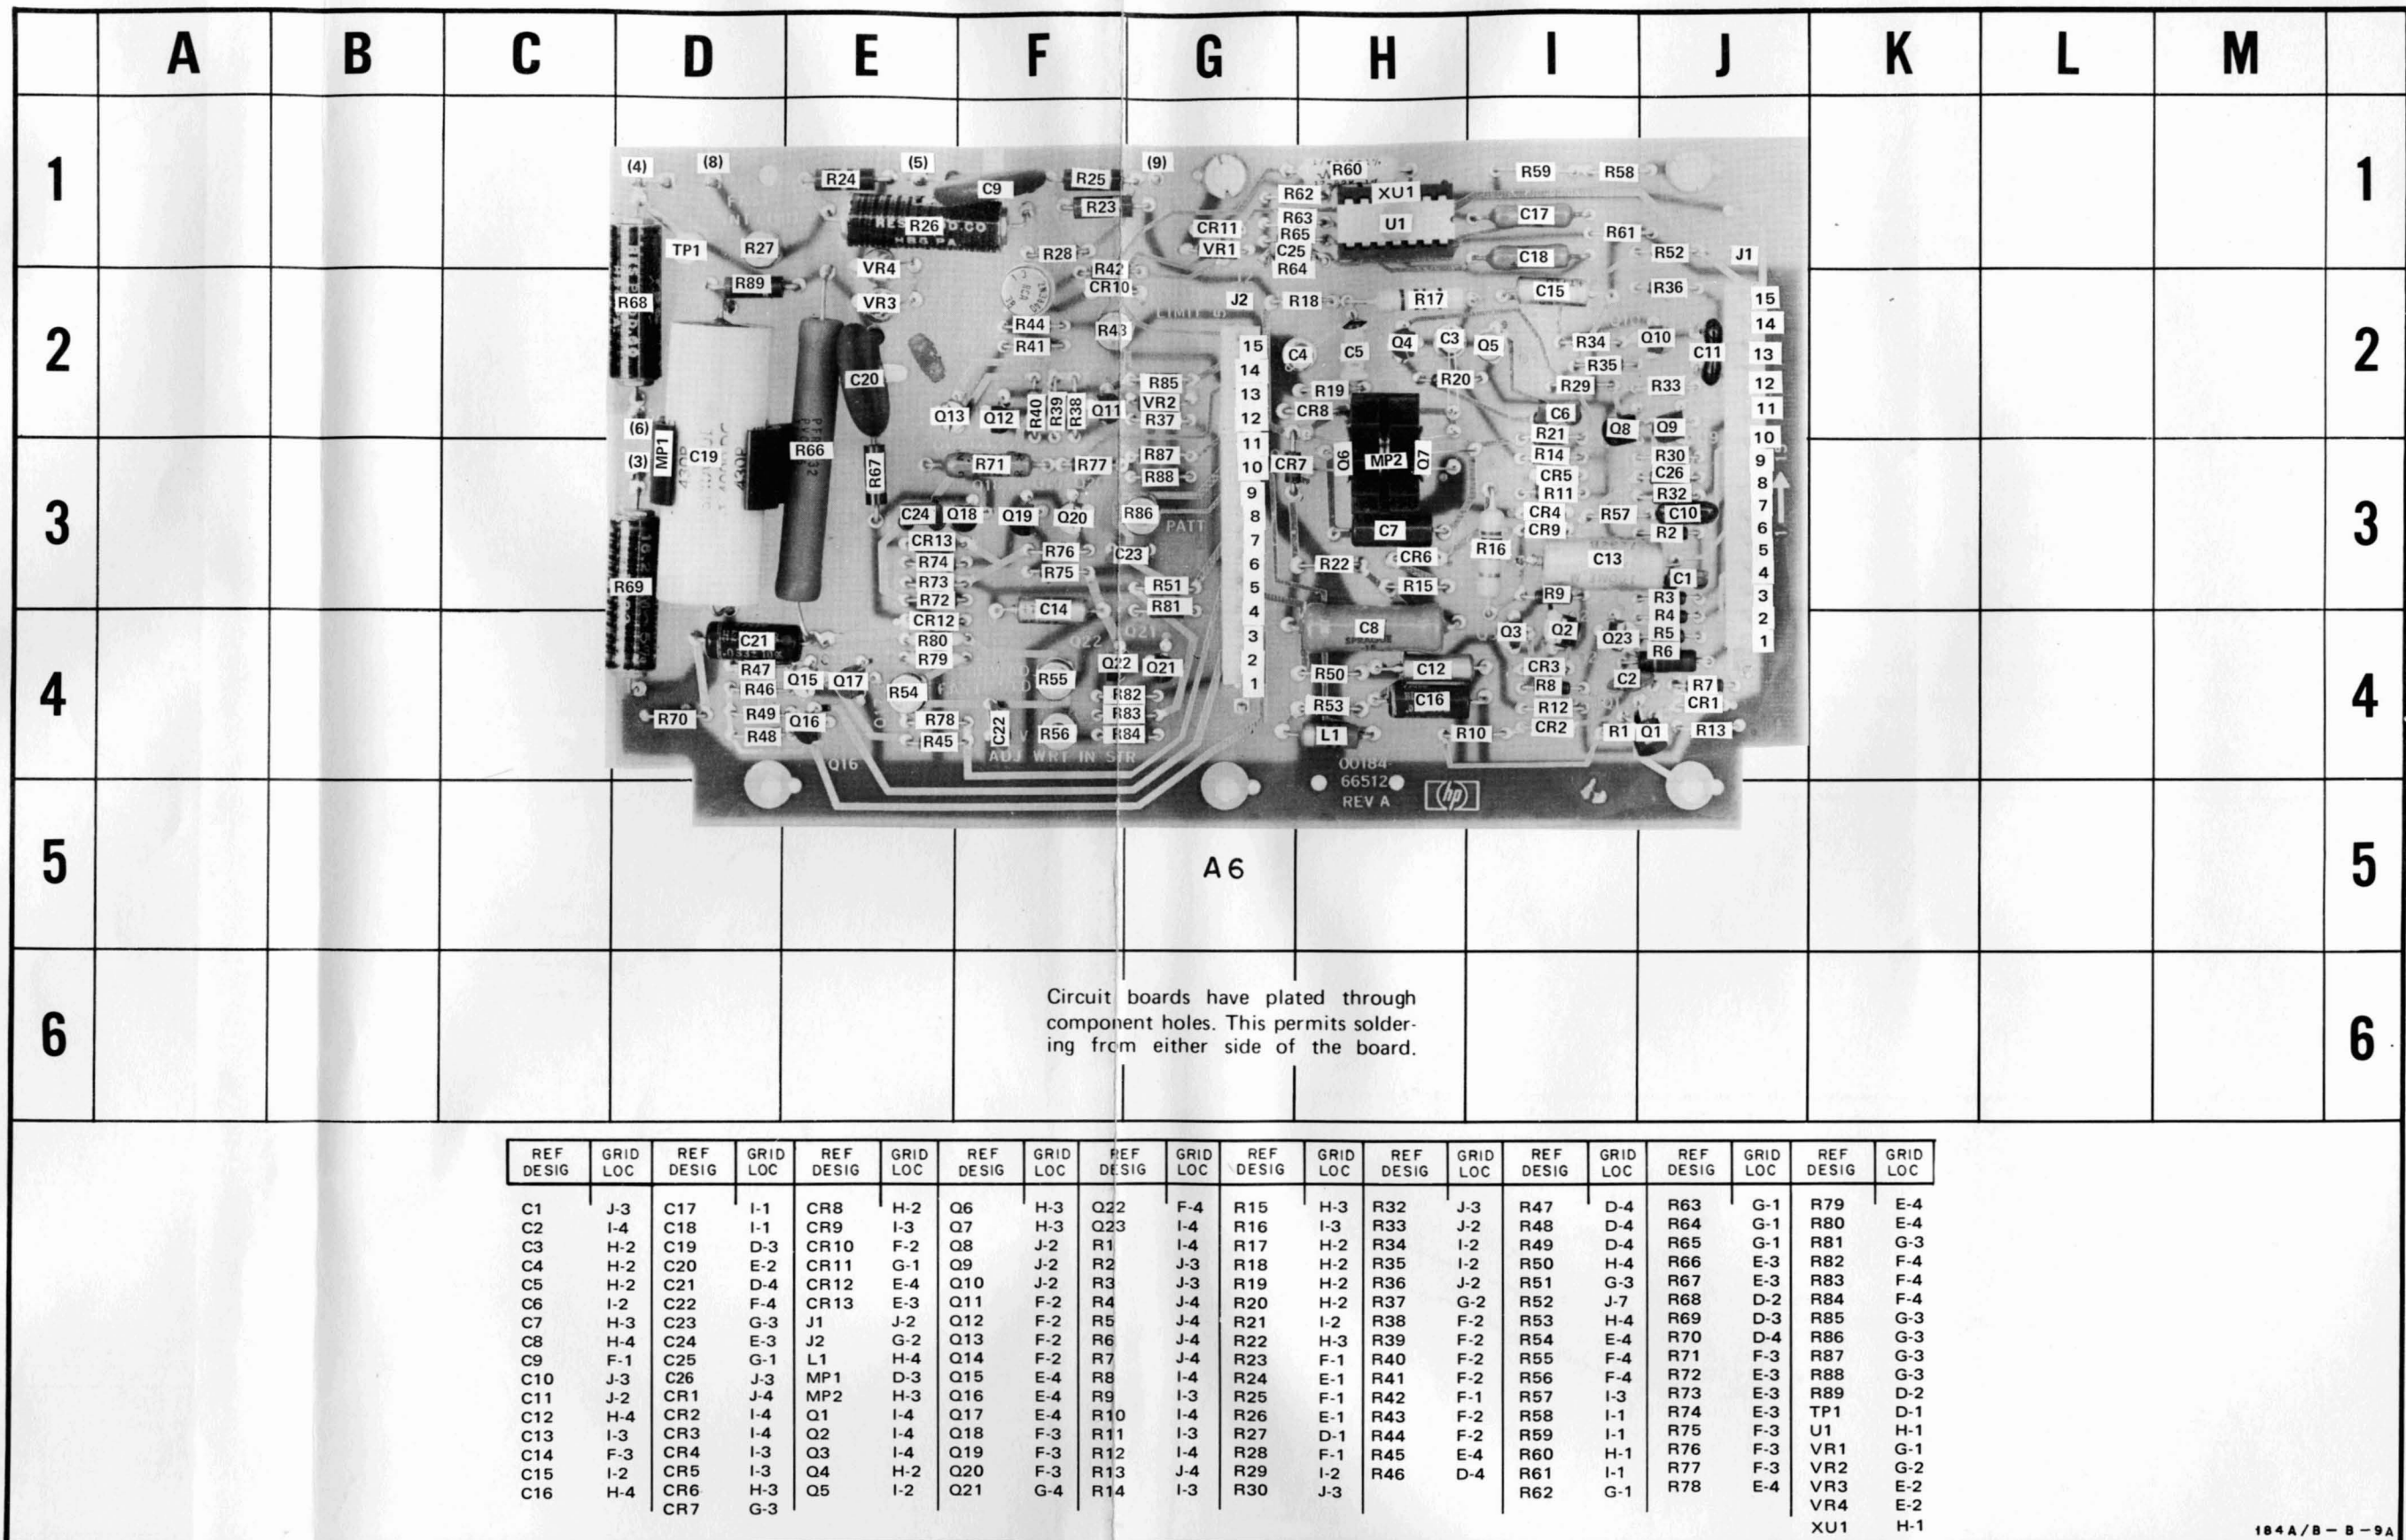 A B C D E F G H I J K L M
1 1
(4) (8) (5) (9)
R24 C9 R25 R60 R59 R58
R62 XU1
R23
R26 R63 U1 C17
CR11 R65 R61
TP1 R27 R28 VR1 C25 C18 R52 J1
VR4 R42 R64
R89 CR10 R36
R68 VR3 J2 R18 R17 C15 15
LIMIT
R44 R43 14
2 R41 15 C4 C5 Q4 C3 Q5 R34 Q10 C11 13 2
14 R35
C20 R85 R20 R29 R33 12
13 R19
VR2
Q13 Q12 R40 R39 R38 Q11 R37 12 CR8 C6 11
(6) Q8 Q9
MP1 C19 R66 11 R21 10
(3) R67 R71 R77 R87 10 CR7 Q6 MP2 Q7 R14 R30 9
R88 CR5 C26 8
9 R11 R32
C24 Q18 Q19 Q20 R86 8 CR4 R57 C10 7
PATT
3 CR13 7 C7 CR9 R2 6 3
R76 C23 R16 C13 5
R74 6 R22 CR6
R75 4
R69 R73 R51 5 R15 C1
R72 C14 R81 4 R9 R3 3
CR12 R4 2
C21 R80 3 C8 Q3 Q2 Q23 R5 1
SPRAGUE
Q22 Q21
R47 R79 Q22 Q21 2 R50 C12 CR3 R6
R46 Q15 Q17 R54 R55 R82 1 C16 R8 C2 R7
4 R70 R49 Q16 R78 R83 R53 R12 CR1 4
R48 R45 C22 R56 R84 L1 R10 CR2 R1 Q1 R13
Q16 ADJ WRT IN STR
00184-
66512
REV A hp
5 A6 5
6 6
Circuit boards have plated through
component holes. This permits solder-
ing from either side of the board.
REF DESIG GRID LOC REF DESIG GRID LOC REF DESIG GRID LOC REF DESIG GRID LOC REF DESIG GRID LOC REF DESIG GRID LOC REF DESIG GRID LOC REF DESIG GRID LOC REF DESIG GRID LOC REF DESIG GRID LOC
C1 J-3 C17 I-1 CR8 H-2 Q6 H-3 Q22 F-4 R15 H-3 R32 J-3 R47 D-4 R63 G-1 R79 E-4
C2 I-4 C18 I-1 CR9 I-3 Q7 H-3 Q23 I-4 R16 I-3 R33 J-2 R48 D-4 R64 G-1 R80 E-4
C3 H-2 C19 D-3 CR10 F-2 Q8 J-2 R1 I-4 R17 H-2 R34 I-2 R49 D-4 R65 G-1 R81 G-3
C4 H-2 C20 E-2 CR11 G-1 Q9 J-2 R2 J-3 R18 H-2 R35 I-2 R50 H-4 R66 E-3 R82 F-4
C5 H-2 C21 D-4 CR12 E-4 Q10 J-2 R3 J-3 R19 H-2 R36 J-2 R51 G-3 R67 E-3 R83 F-4
C6 I-2 C22 F-4 CR13 E-3 Q11 F-2 R4 J-4 R20 H-2 R37 G-2 R52 J-7 R68 D-2 R84 F-4
C7 H-3 C23 G-3 J1 J-2 Q12 F-2 R5 J-4 R21 I-2 R38 F-2 R53 H-4 R69 D-3 R85 G-3
C8 H-4 C24 E-3 J2 G-2 Q13 F-2 R6 J-4 R22 H-3 R39 F-2 R54 E-4 R70 D-4 R86 G-3
C9 F-1 C25 G-1 L1 H-4 Q14 F-2 R7 J-4 R23 F-1 R40 F-2 R55 F-4 R71 F-3 R87 G-3
C10 J-3 C26 J-3 MP1 D-3 Q15 E-4 R8 I-4 R24 E-1 R41 F-2 R56 F-4 R72 E-3 R88 G-3
C11 J-2 CR1 J-4 MP2 H-3 Q16 E-4 R9 I-3 R25 F-1 R42 F-1 R57 I-3 R73 E-3 R89 D-2
C12 H-4 CR2 I-4 Q1 I-4 Q17 E-4 R10 I-4 R26 E-1 R43 F-2 R58 I-1 R74 E-3 TP1 D-1
C13 I-3 CR3 I-4 Q2 I-4 Q18 F-3 R11 I-3 R27 D-1 R44 F-2 R59 I-1 R75 F-3 U1 H-1
C14 F-3 CR4 I-3 Q3 I-4 Q19 F-3 R12 I-4 R28 F-1 R45 E-4 R60 H-1 R76 F-3 VR1 G-1
C15 I-2 CR5 I-3 Q4 H-2 Q20 F-3 R13 J-4 R29 I-2 R46 D-4 R61 I-1 R77 F-3 VR2 G-2
C16 H-4 CR6 H-3 Q5 I-2 Q21 G-4 R14 I-3 R30 J-3 R62 G-1 R78 E-4 VR3 E-2
CR7 G-3 VR4 E-2
XU1 H-1
184A/B-B-9A